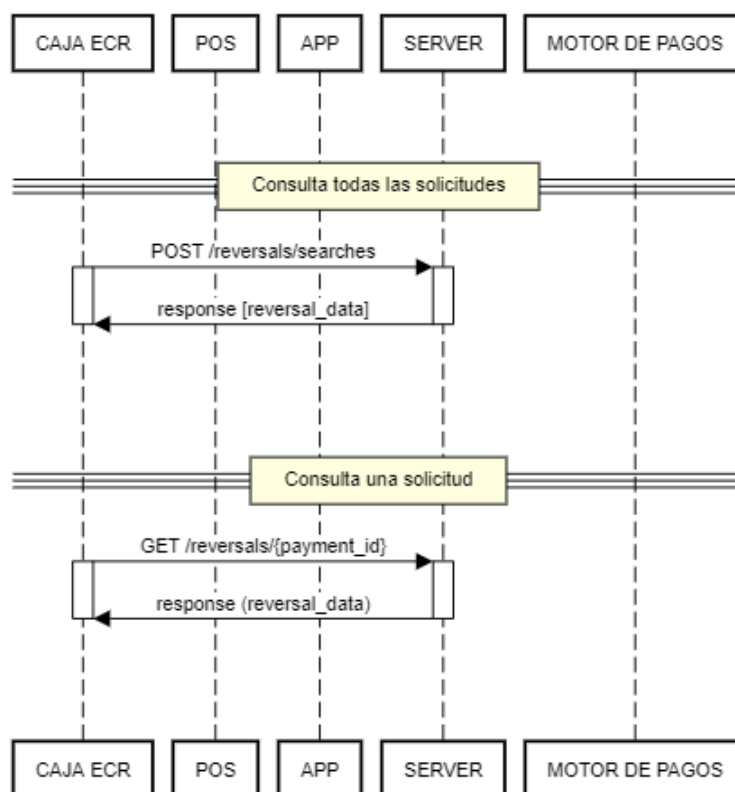 CAJA ECR POS APP SERVER MOTOR DE PAGOS
Consulta todas las solicitudes
POST /reversals/searches
response [reversal_data]
Consulta una solicitud
GET /reversals/{payment_id}
response (reversal_data)
CAJA ECR POS APP SERVER MOTOR DE PAGOS